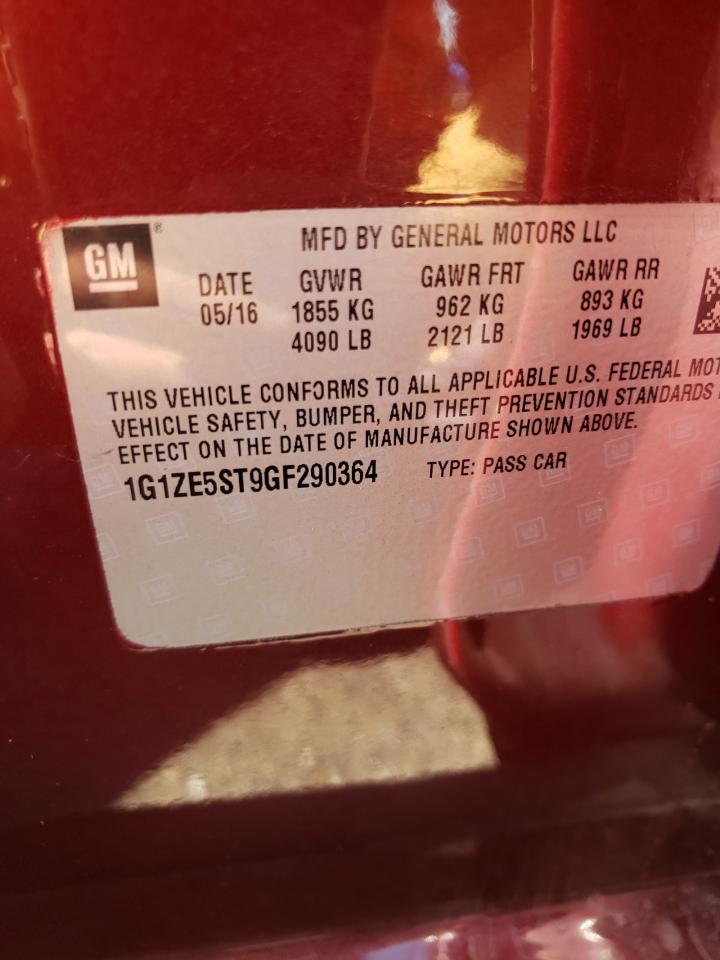 GM
®
MFD BY GENERAL MOTORS LLC
DATE GVWR GAWR FRT GAWR RR
05/16 1855 KG 962 KG 893 KG
4090 LB 2121 LB 1969 LB
THIS VEHICLE CONFORMS TO ALL APPLICABLE U.S. FEDERAL MOT
VEHICLE SAFETY, BUMPER, AND THEFT PREVENTION STANDARDS
EFFECT ON THE DATE OF MANUFACTURE SHOWN ABOVE.
1G1ZE5ST9GF290364 TYPE: PASS CAR